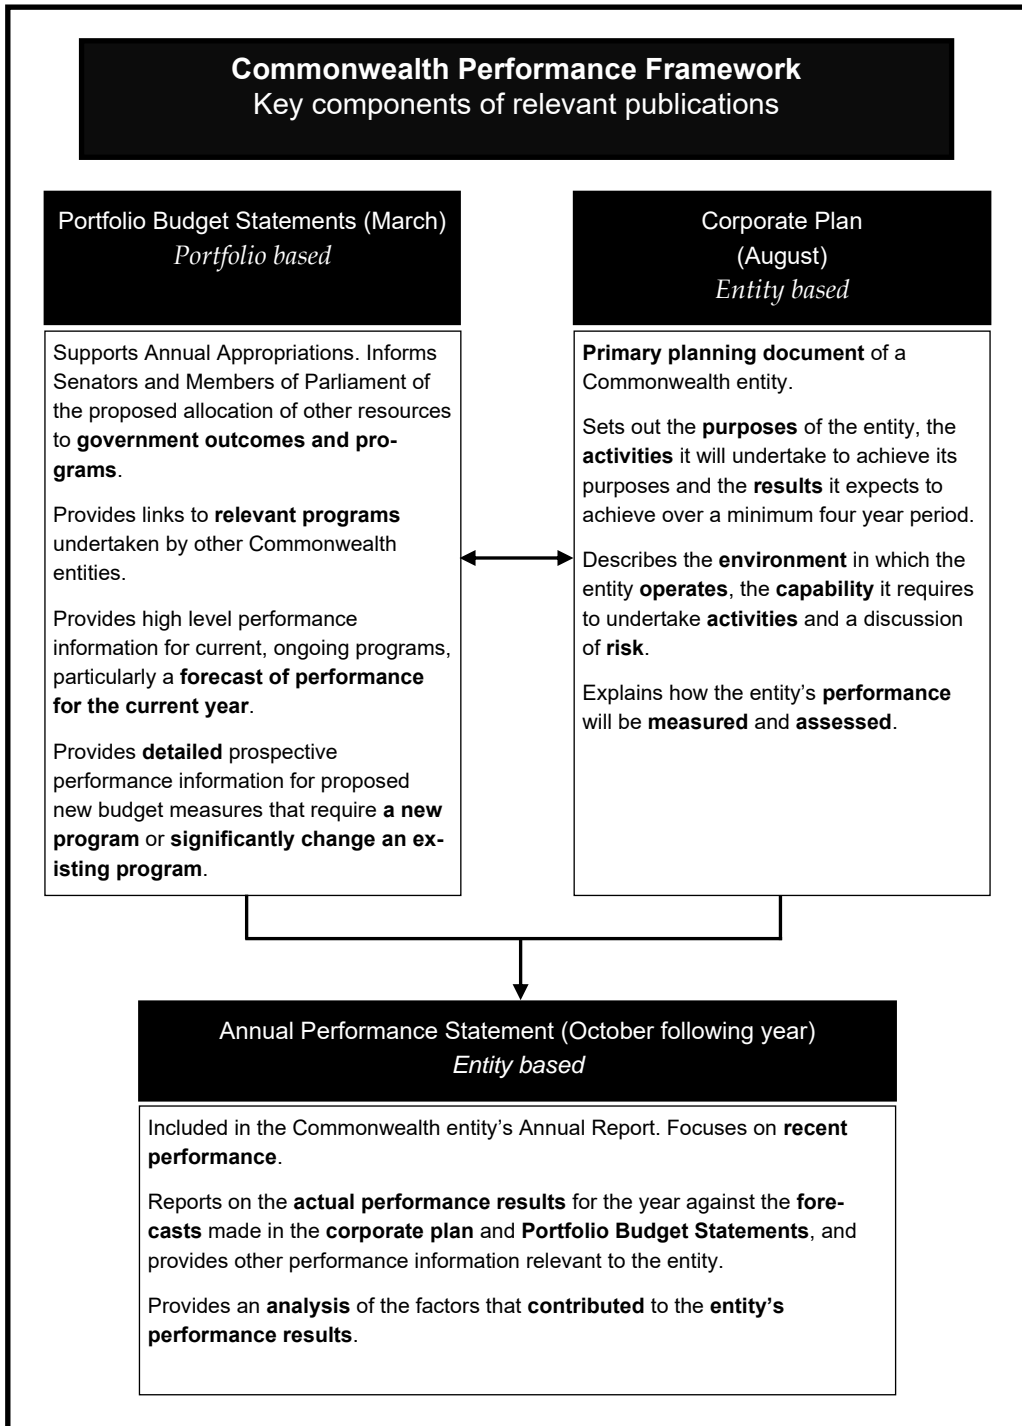 Commonwealth Performance Framework
Key components of relevant publications
Portfolio Budget Statements (March)
Portfolio based
Supports Annual Appropriations. Informs
Senators and Members of Parliament of
the proposed allocation of other resources
to government outcomes and pro-
grams.
Provides links to relevant programs
undertaken by other Commonwealth
entities.
Provides high level performance
information for current, ongoing programs,
particularly a forecast of performance
for the current year.
Provides detailed prospective
performance information for proposed
new budget measures that require a new
program or significantly change an ex-
isting program.
Corporate Plan
(August)
Entity based
Primary planning document of a
Commonwealth entity.
Sets out the purposes of the entity, the
activities it will undertake to achieve its
purposes and the results it expects to
achieve over a minimum four year period.
Describes the environment in which the
entity operates, the capability it requires
to undertake activities and a discussion
of risk.
Explains how the entity’s performance
will be measured and assessed.
Annual Performance Statement (October following year)
Entity based
Included in the Commonwealth entity’s Annual Report. Focuses on recent
performance.
Reports on the actual performance results for the year against the fore-
casts made in the corporate plan and Portfolio Budget Statements, and
provides other performance information relevant to the entity.
Provides an analysis of the factors that contributed to the entity’s
performance results.